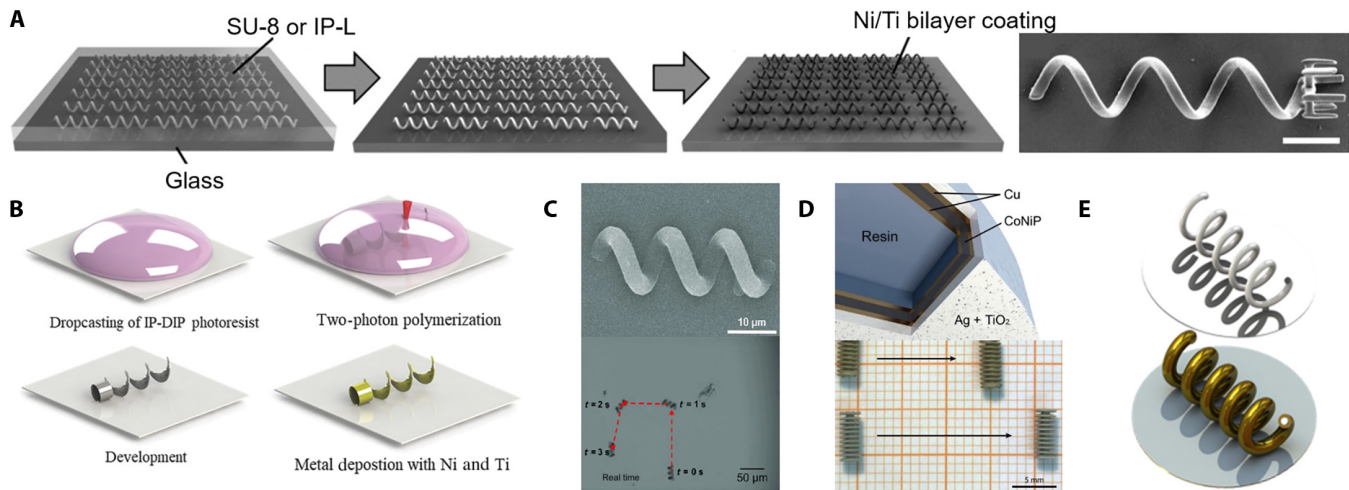 A
SU-8 or IP-L
Ni/Ti bilayer coating
Glass
B
Dropcasting of IP-DIP photoresist
Two-photon polymerization
Development
Metal depostion with Ni and Ti
C
10 μm
t = 2 s
t = 1 s
t = 3 s
t = 0 s
Real time
50 μm
D
Cu
CoNiP
Resin
Ag + TiO₂
5 mm
E